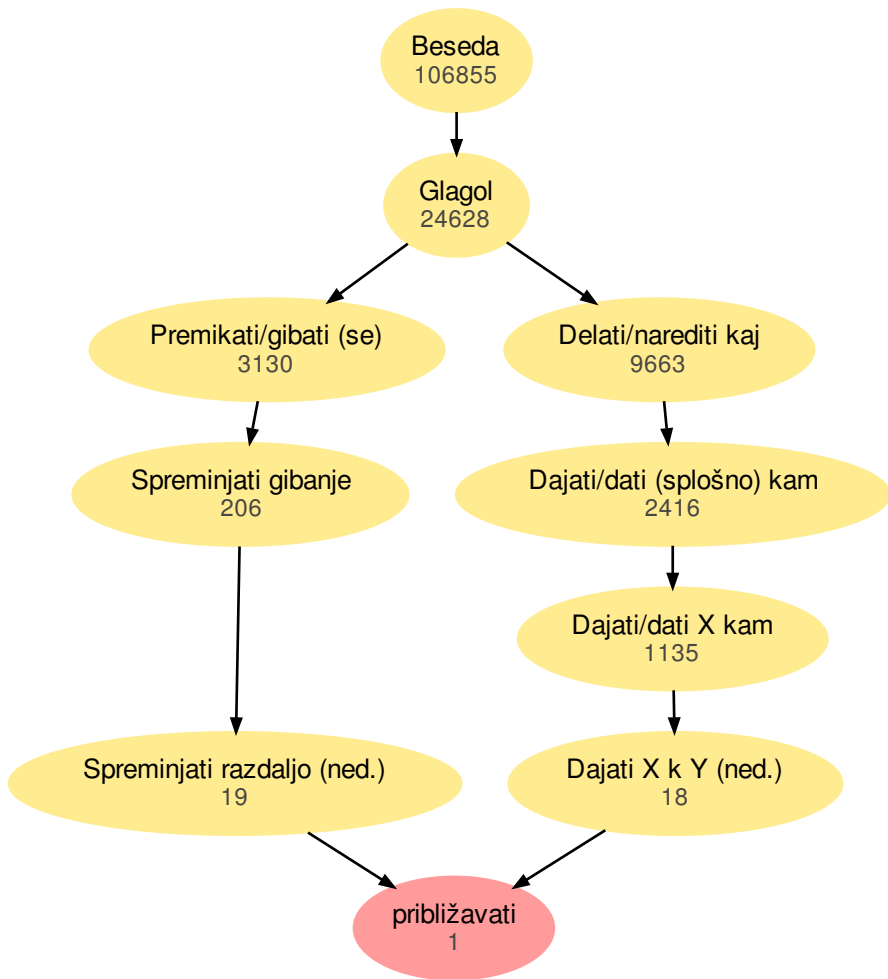 Beseda
106855
Glagol
24628
Premikati/gibati (se)
3130
Delati/narediti kaj
9663
Spreminjati gibanje
206
Dajati/dati (splošno) kam
2416
Dajati/dati X kam
1135
Spreminjati razdaljo (ned.)
19
Dajati X k Y (ned.)
18
približavati
1